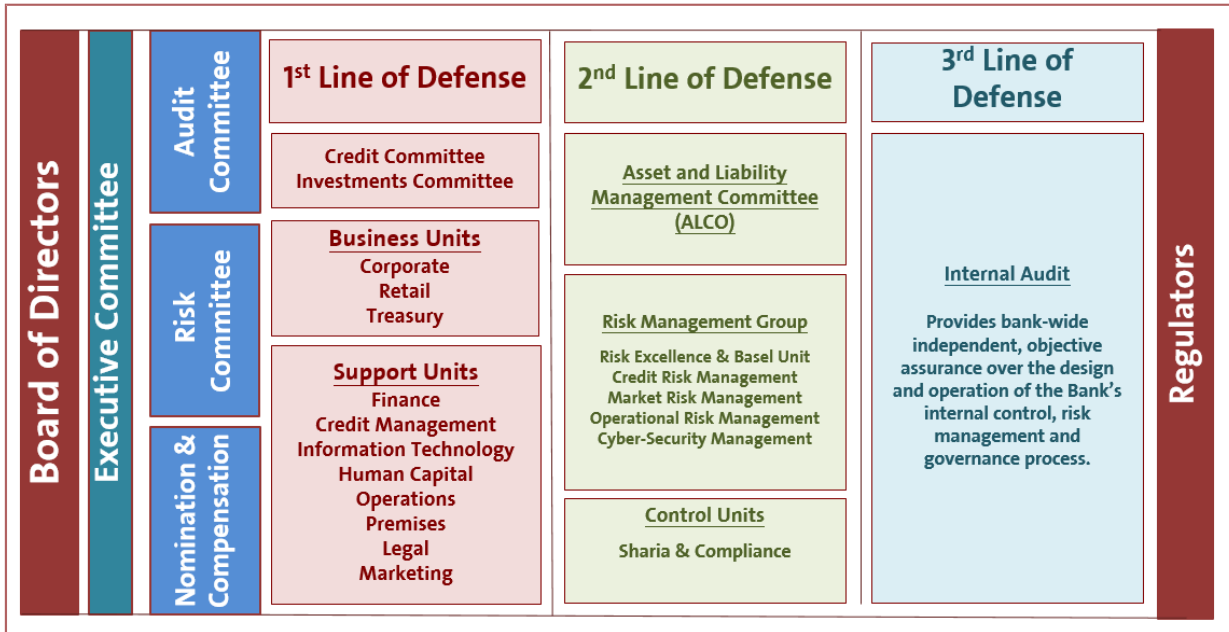 Board of Directors
Executive Committee
Audit
Committee
Risk
Committee
Nomination &
Compensation
1st Line of Defense
Credit Committee
Investments Committee
Business Units
Corporate
Retail
Treasury
Support Units
Finance
Credit Management
Information Technology
Human Capital
Operations
Premises
Legal
Marketing
2nd Line of Defense
Asset and Liability
Management Committee
(ALCO)
Risk Management Group
Risk Excellence & Basel Unit
Credit Risk Management
Market Risk Management
Operational Risk Management
Cyber-Security Management
Control Units
Sharia & Compliance
3rd Line of
Defense
Internal Audit
Provides bank-wide
independent, objective
assurance over the design
and operation of the Bank's
internal control, risk
management and
governance process.
Regulators